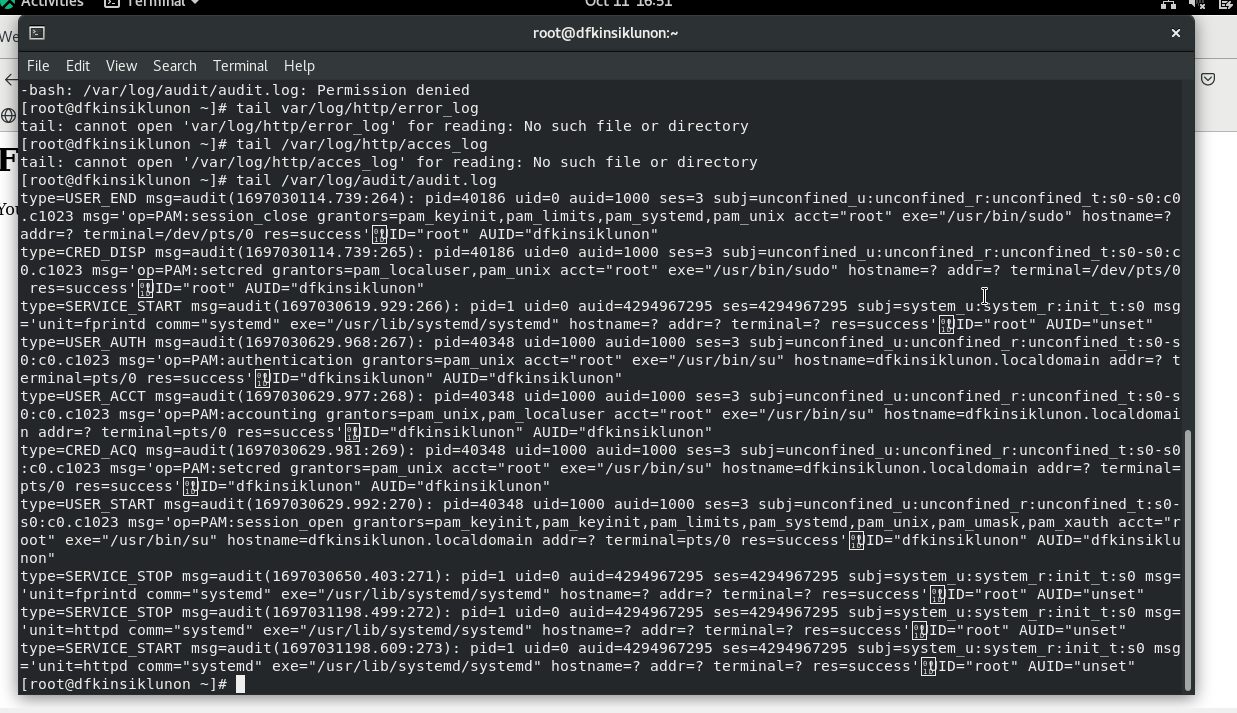 Activities
Terminal
Oct 11 16:51
We
F
You
root@dfkinsiklunon:~
File Edit View Search Terminal Help
-bash: /var/log/audit/audit.log: Permission denied
[root@dfkinsiklunon ~]# tail var/log/http/error_log
tail: cannot open 'var/log/http/error_log' for reading: No such file or directory
[root@dfkinsiklunon ~]# tail /var/log/http/acces_log
tail: cannot open '/var/log/http/acces_log' for reading: No such file or directory
[root@dfkinsiklunon ~]# tail /var/log/audit/audit.log
type=USER_END msg=audit(1697030114.739:264): pid=40186 uid=0 auid=1000 ses=3 subj=unconfined_u:unconfined_r:unconfined_t:s0-s0:c0
.c1023 msg='op=PAM:session_close grantors=pam_keyinit,pam_limits,pam_systemd,pam_unix acct="root" exe="/usr/bin/sudo" hostname=?
addr=? terminal=/dev/pts/0 res=success'UID="root" AUID="dfkinsiklunon"
type=CRED_DISP msg=audit(1697030114.739:265): pid=40186 uid=0 auid=1000 ses=3 subj=unconfined_u:unconfined_r:unconfined_t:s0-s0:c
0.c1023 msg='op=PAM:setcred grantors=pam_localuser,pam_unix acct="root" exe="/usr/bin/sudo" hostname=? addr=? terminal=/dev/pts/0
res=success'UID="root" AUID="dfkinsiklunon"
type=SERVICE_START msg=audit(1697030619.929:266): pid=1 uid=0 auid=4294967295 ses=4294967295 subj=system_u:system_r:init_t:s0 msg
='unit=fprintd comm="systemd" exe="/usr/lib/systemd/systemd" hostname=? addr=? terminal=? res=success'UID="root" AUID="unset"
type=USER_AUTH msg=audit(1697030629.968:267): pid=40348 uid=1000 auid=1000 ses=3 subj=unconfined_u:unconfined_r:unconfined_t:s0-s
0:c0.c1023 msg='op=PAM:authentication grantors=pam_unix acct="root" exe="/usr/bin/su" hostname=dfkinsiklunon.localdomain addr=? t
erminal=pts/0 res=success'UID="dfkinsiklunon" AUID="dfkinsiklunon"
type=USER_ACCT msg=audit(1697030629.977:268): pid=40348 uid=1000 auid=1000 ses=3 subj=unconfined_u:unconfined_r:unconfined_t:s0-s
0:c0.c1023 msg='op=PAM:accounting grantors=pam_unix,pam_localuser acct="root" exe="/usr/bin/su" hostname=dfkinsiklunon.localdomai
n addr=? terminal=pts/0 res=success'UID="dfkinsiklunon" AUID="dfkinsiklunon"
type=CRED_ACQ msg=audit(1697030629.981:269): pid=40348 uid=1000 auid=1000 ses=3 subj=unconfined_u:unconfined_r:unconfined_t:s0-s0
:c0.c1023 msg='op=PAM:setcred grantors=pam_unix acct="root" exe="/usr/bin/su" hostname=dfkinsiklunon.localdomain addr=? terminal=
pts/0 res=success'UID="dfkinsiklunon" AUID="dfkinsiklunon"
type=USER_START msg=audit(1697030629.992:270): pid=40348 uid=1000 auid=1000 ses=3 subj=unconfined_u:unconfined_r:unconfined_t:s0-
s0:c0.c1023 msg='op=PAM:session_open grantors=pam_keyinit,pam_keyinit,pam_limits,pam_systemd,pam_unix,pam_umask,pam_xauth acct="r
oot" exe="/usr/bin/su" hostname=dfkinsiklunon.localdomain addr=? terminal=pts/0 res=success'UID="dfkinsiklunon" AUID="dfkinsiklu
non"
type=SERVICE_STOP msg=audit(1697030650.403:271): pid=1 uid=0 auid=4294967295 ses=4294967295 subj=system_u:system_r:init_t:s0 msg=
'unit=fprintd comm="systemd" exe="/usr/lib/systemd/systemd" hostname=? addr=? terminal=? res=success'UID="root" AUID="unset"
type=SERVICE_STOP msg=audit(1697031198.499:272): pid=1 uid=0 auid=4294967295 ses=4294967295 subj=system_u:system_r:init_t:s0 msg=
'unit=httpd comm="systemd" exe="/usr/lib/systemd/systemd" hostname=? addr=? terminal=? res=success'UID="root" AUID="unset"
type=SERVICE_START msg=audit(1697031198.609:273): pid=1 uid=0 auid=4294967295 ses=4294967295 subj=system_u:system_r:init_t:s0 msg
='unit=httpd comm="systemd" exe="/usr/lib/systemd/systemd" hostname=? addr=? terminal=? res=success'UID="root" AUID="unset"
[root@dfkinsiklunon ~]#